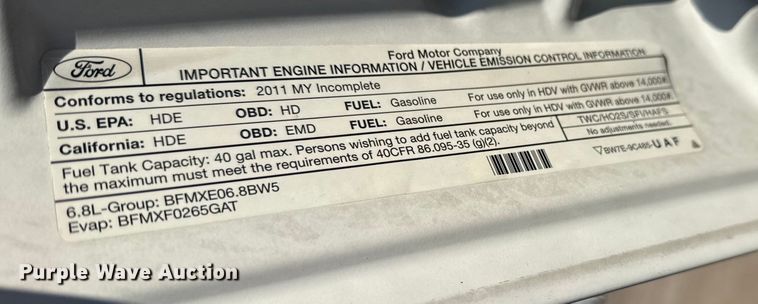 Ford
Ford Motor Company
IMPORTANT ENGINE INFORMATION / VEHICLE EMISSION CONTROL INFORMATION
Conforms to regulations: 2011 MY Incomplete
U.S. EPA: HDE OBD: HD FUEL: Gasoline For use only in HDV with GVWR above 14,000#.
California: HDE OBD: EMD FUEL: Gasoline For use only in HDV with GVWR above 14,000#.
Fuel Tank Capacity: 40 gal max. Persons wishing to add fuel tank capacity beyond
the maximum must meet the requirements of 40CFR 86.095-35 (g)(2).
TWC/HO2S/SFI/HAFS
No adjustments needed.
BW7E-9C485-UAF
6.8L-Group: BFMXE06.8BW5
Evap: BFMXF0265GAT
Purple Wave Auction